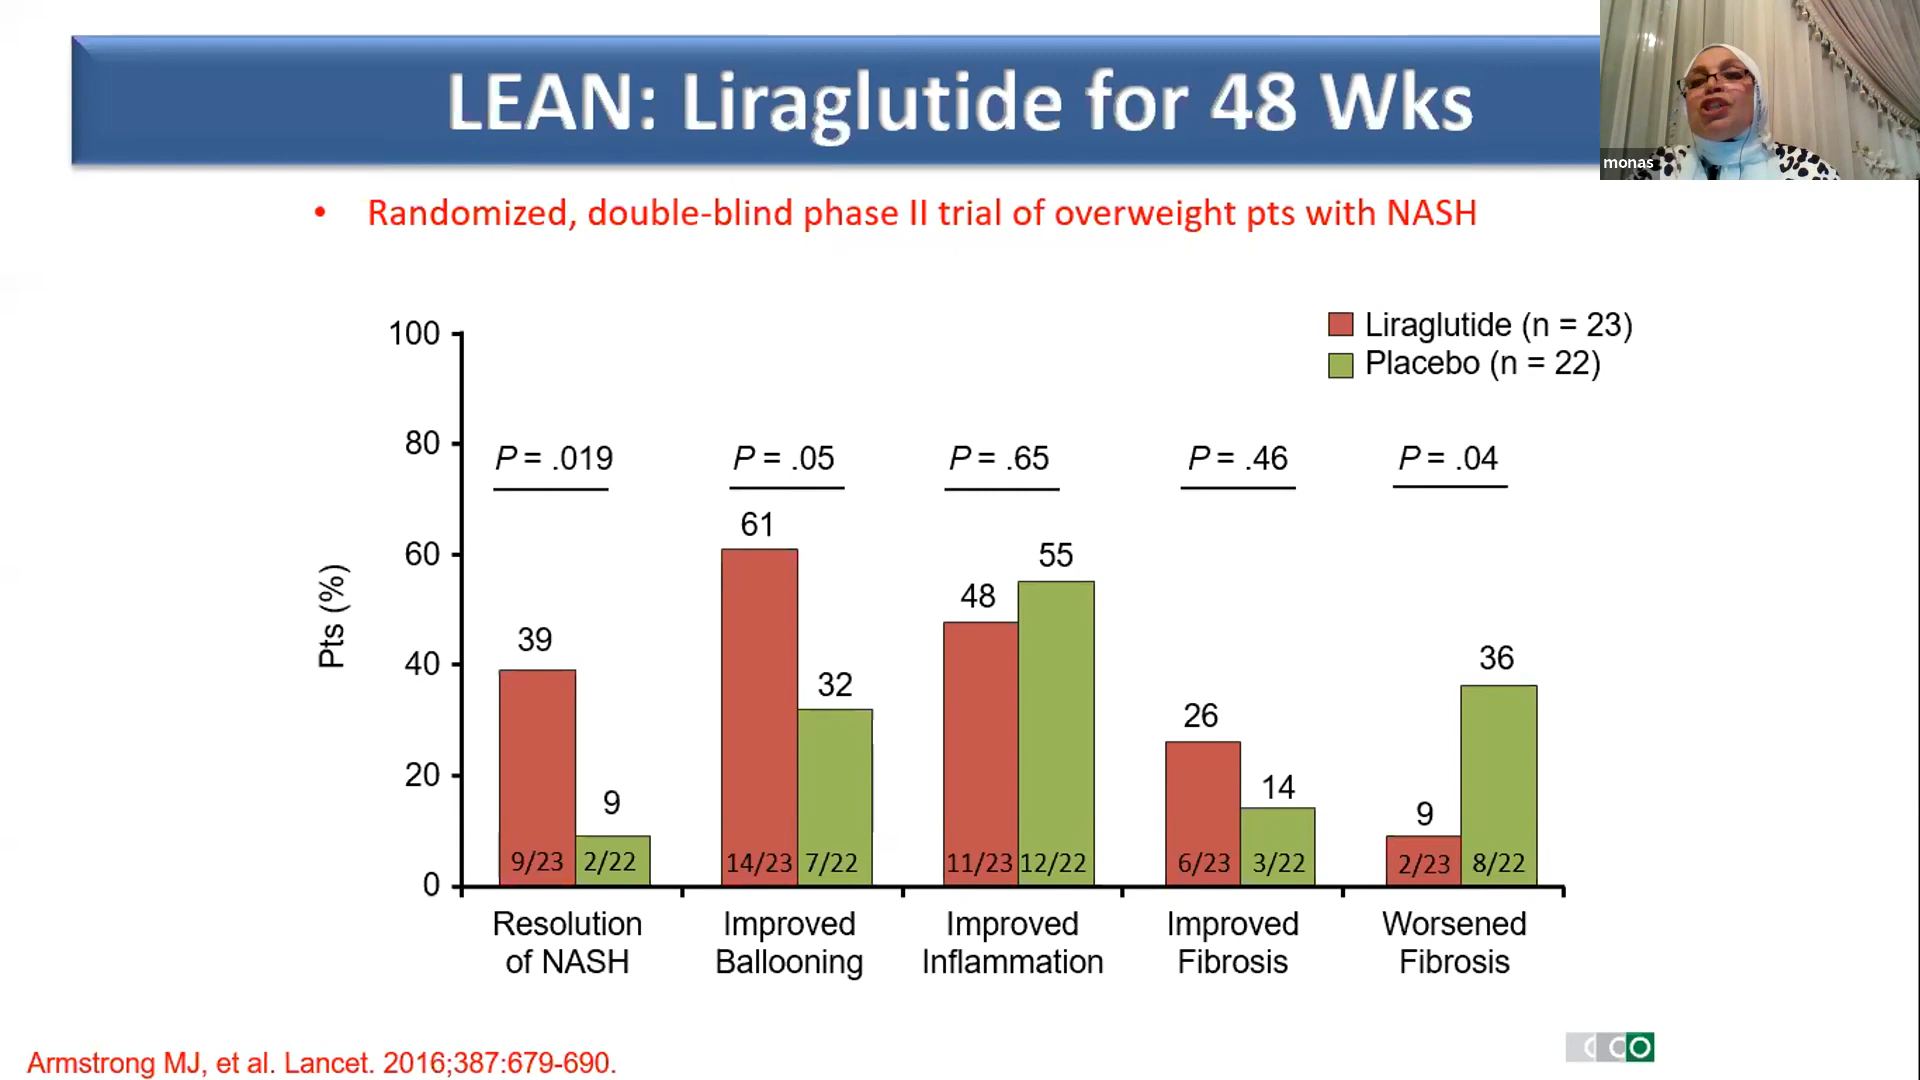 LEAN: Liraglutide for 48 Wks
monas
• Randomized, double-blind phase II trial of overweight pts with NASH
Liraglutide (n = 23)
Placebo (n = 22)
Pts (%)
100
80
60
40
20
0
P = .019
P = .05
P = .65
P = .46
P = .04
39
9
61
32
48
55
26
14
9
36
9/23
2/22
14/23
7/22
11/23
12/22
6/23
3/22
2/23
8/22
Resolution
of NASH
Improved
Ballooning
Improved
Inflammation
Improved
Fibrosis
Worsened
Fibrosis
Armstrong MJ, et al. Lancet. 2016;387:679-690.
CCO